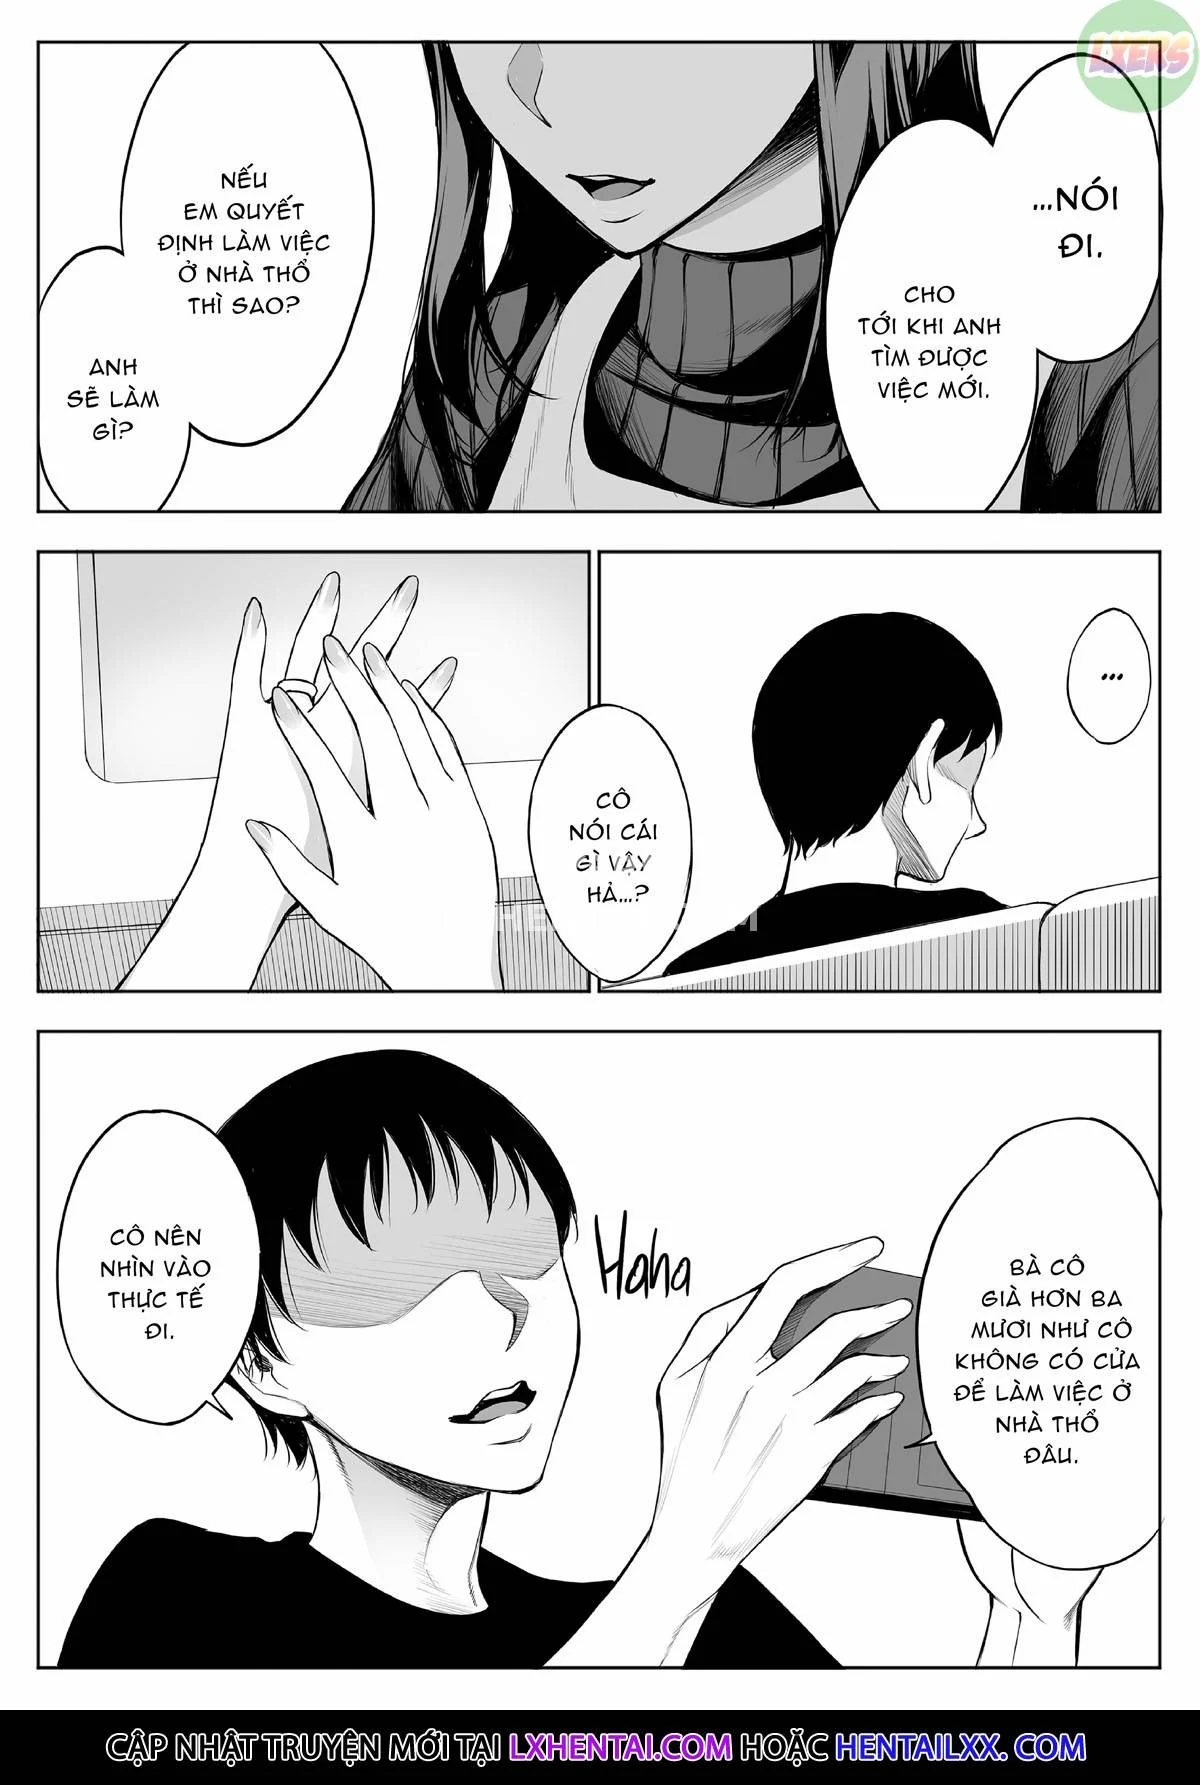 LXERS
...NÓI
ĐI.
CHO
TỚI KHI ANH
TÌM ĐƯỢC
VIỆC MỚI.
NẾU
EM QUYẾT
ĐỊNH LÀM VIỆC
Ở NHÀ THỔ
THÌ SAO?
ANH
SẼ LÀM
GÌ?
...
CÔ
NÓI CÁI
GÌ VẬY
HẢ...?
BÀ CÔ
GIÀ HƠN BA
MƯƠI NHƯ CÔ
KHÔNG CÓ CỬA
ĐỂ LÀM VIỆC Ở
NHÀ THỔ
ĐÂU.
Haha
CÔ NÊN
NHÌN VÀO
THỰC TẾ
ĐI.
CẬP NHẬT TRUYỆN MỚI TẠI LXHENTAI.COM HOẶC HENTAILXX. COM